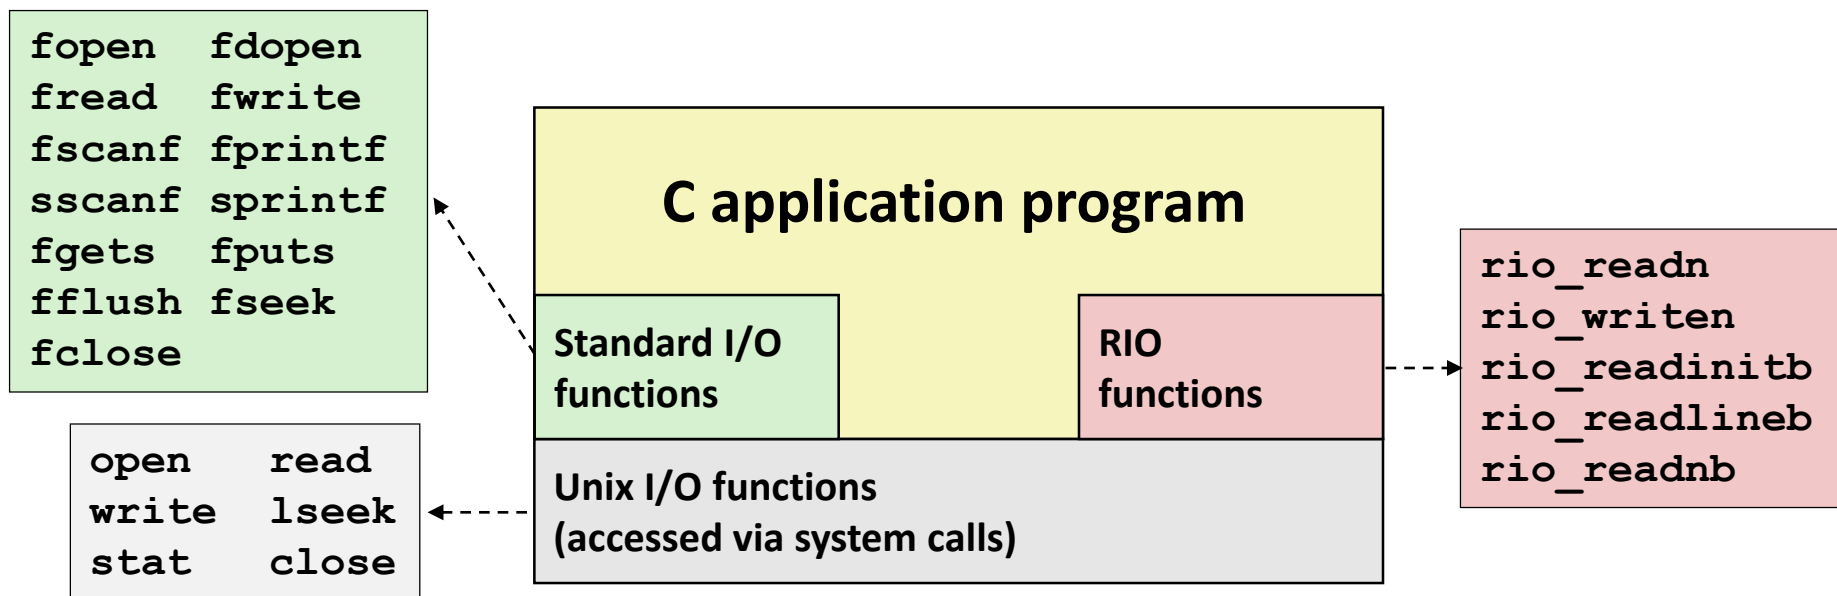 fopen fdopen
fread fwrite
fscanf fprintf
sscanf sprintf
fgets fputs
fflush fseek
fclose
open read
write lseek
stat close
C application program
Standard I/O
functions
RIO
functions
Unix I/O functions
(accessed via system calls)
rio_readn
rio_writen
rio_readinitb
rio_readlineb
rio_readnb